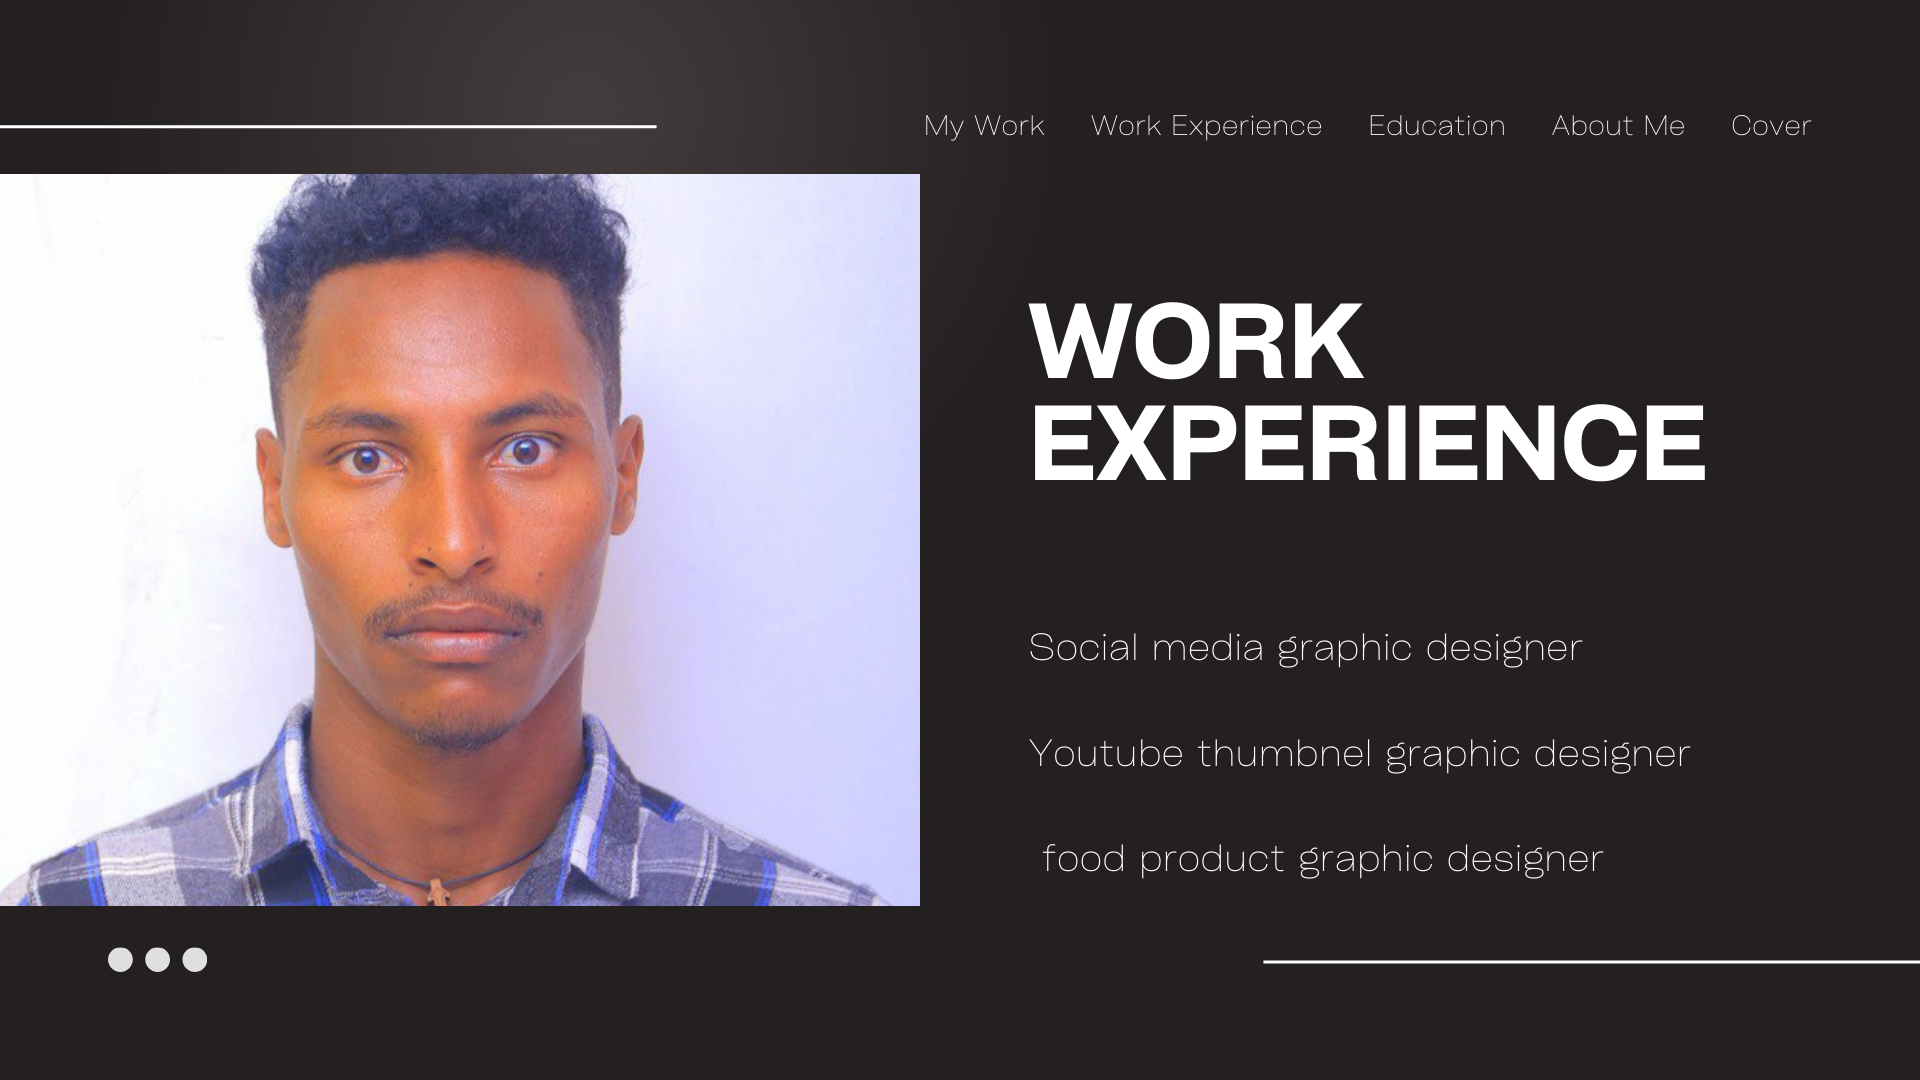 My Work Work Experience Education About Me Cover
WORK
EXPERIENCE
Social media graphic designer
Youtube thumbnel graphic designer
food product graphic designer